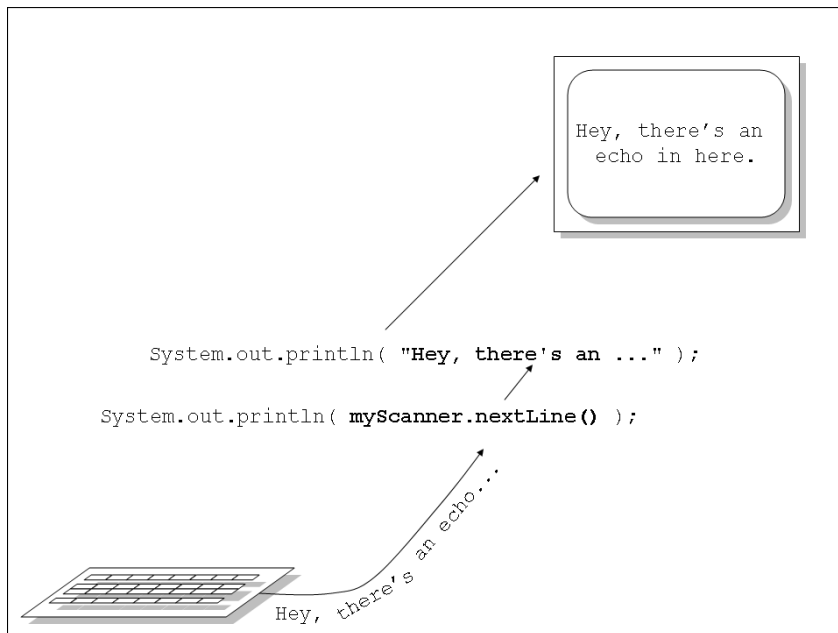 Hey, there's an
echo in here.
System.out.println( "Hey, there's an ..." );
System.out.println( myScanner.nextLine() );
Hey, there's an echo...